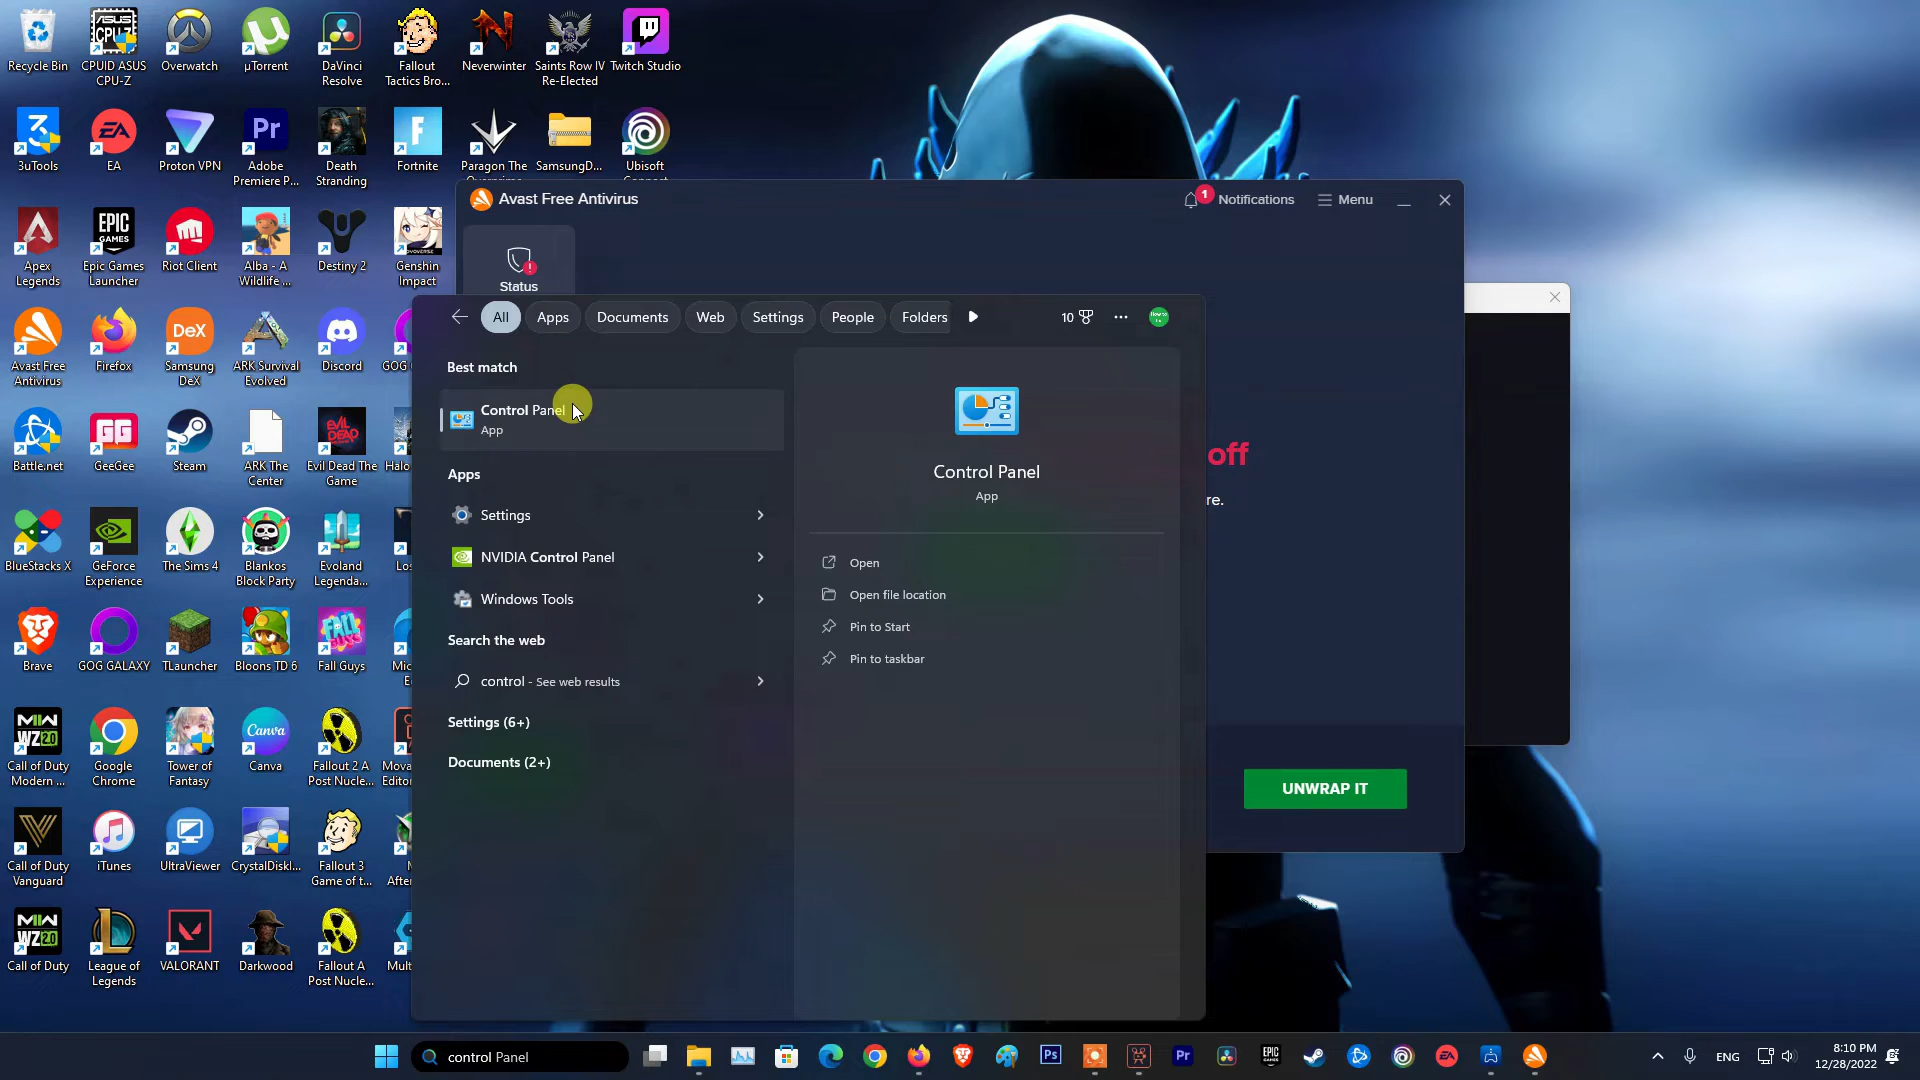 Recycle Bin
CPUID ASUS
CPU-Z
Overwatch
µTorrent
DaVinci
Resolve
Fallout
Tactics Bro...
Neverwinter
Saints Row IV
Re-Elected
Twitch Studio
3uTools
EA
Proton VPN
Adobe
Premiere P...
Death
Stranding
Fortnite
Paragon The
SamsungD...
Ubisoft
Avast Free Antivirus
1
Notifications
Menu
Status
Apex
Legends
Epic Games
Launcher
Riot Client
Alba - A
Wildlife ...
Destiny 2
Genshin
Impact
All
Apps
Documents
Web
Settings
People
Folders
10
Avast Free
Antivirus
Firefox
Samsung
DeX
ARK Survival
Evolved
Discord
GOG
Best match
Control Panel
App
Control Panel
App
off
re.
Battle.net
GeeGee
Steam
ARK The
Center
Evil Dead The
Game
Halo
Apps
Settings
NVIDIA Control Panel
Windows Tools
Search the web
control - See web results
Settings (6+)
Documents (2+)
Open
Open file location
Pin to Start
Pin to taskbar
UNWRAP IT
BlueStacks X
GeForce
Experience
The Sims 4
Blankos
Block Party
Evoland
Legenda...
Los
Brave
GOG GALAXY
TLauncher
Bloons TD 6
Fall Guys
Mic
E
Call of Duty
Modern ...
Google
Chrome
Tower of
Fantasy
Canva
Fallout 2 A
Post Nucle...
Mova
Editor
Call of Duty
Vanguard
iTunes
UltraViewer
CrystalDiskI...
Fallout 3
Game of t...
M
After
Call of Duty
League of
Legends
VALORANT
Darkwood
Fallout A
Post Nucle...
Mult
control Panel
ENG
8:10 PM
12/28/2022